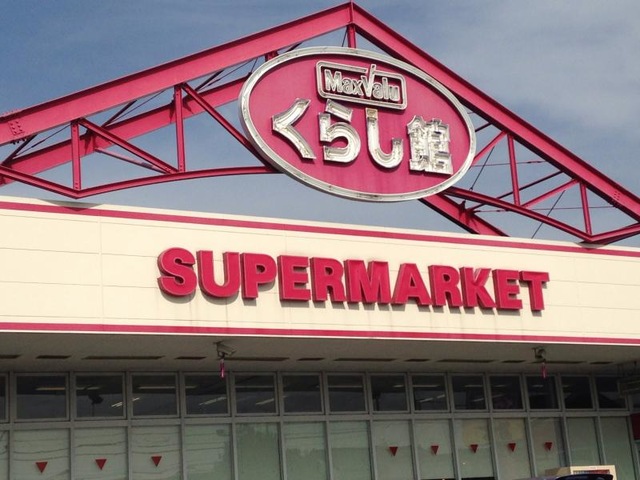 MaxValu
くらし館
SUPERMARKET